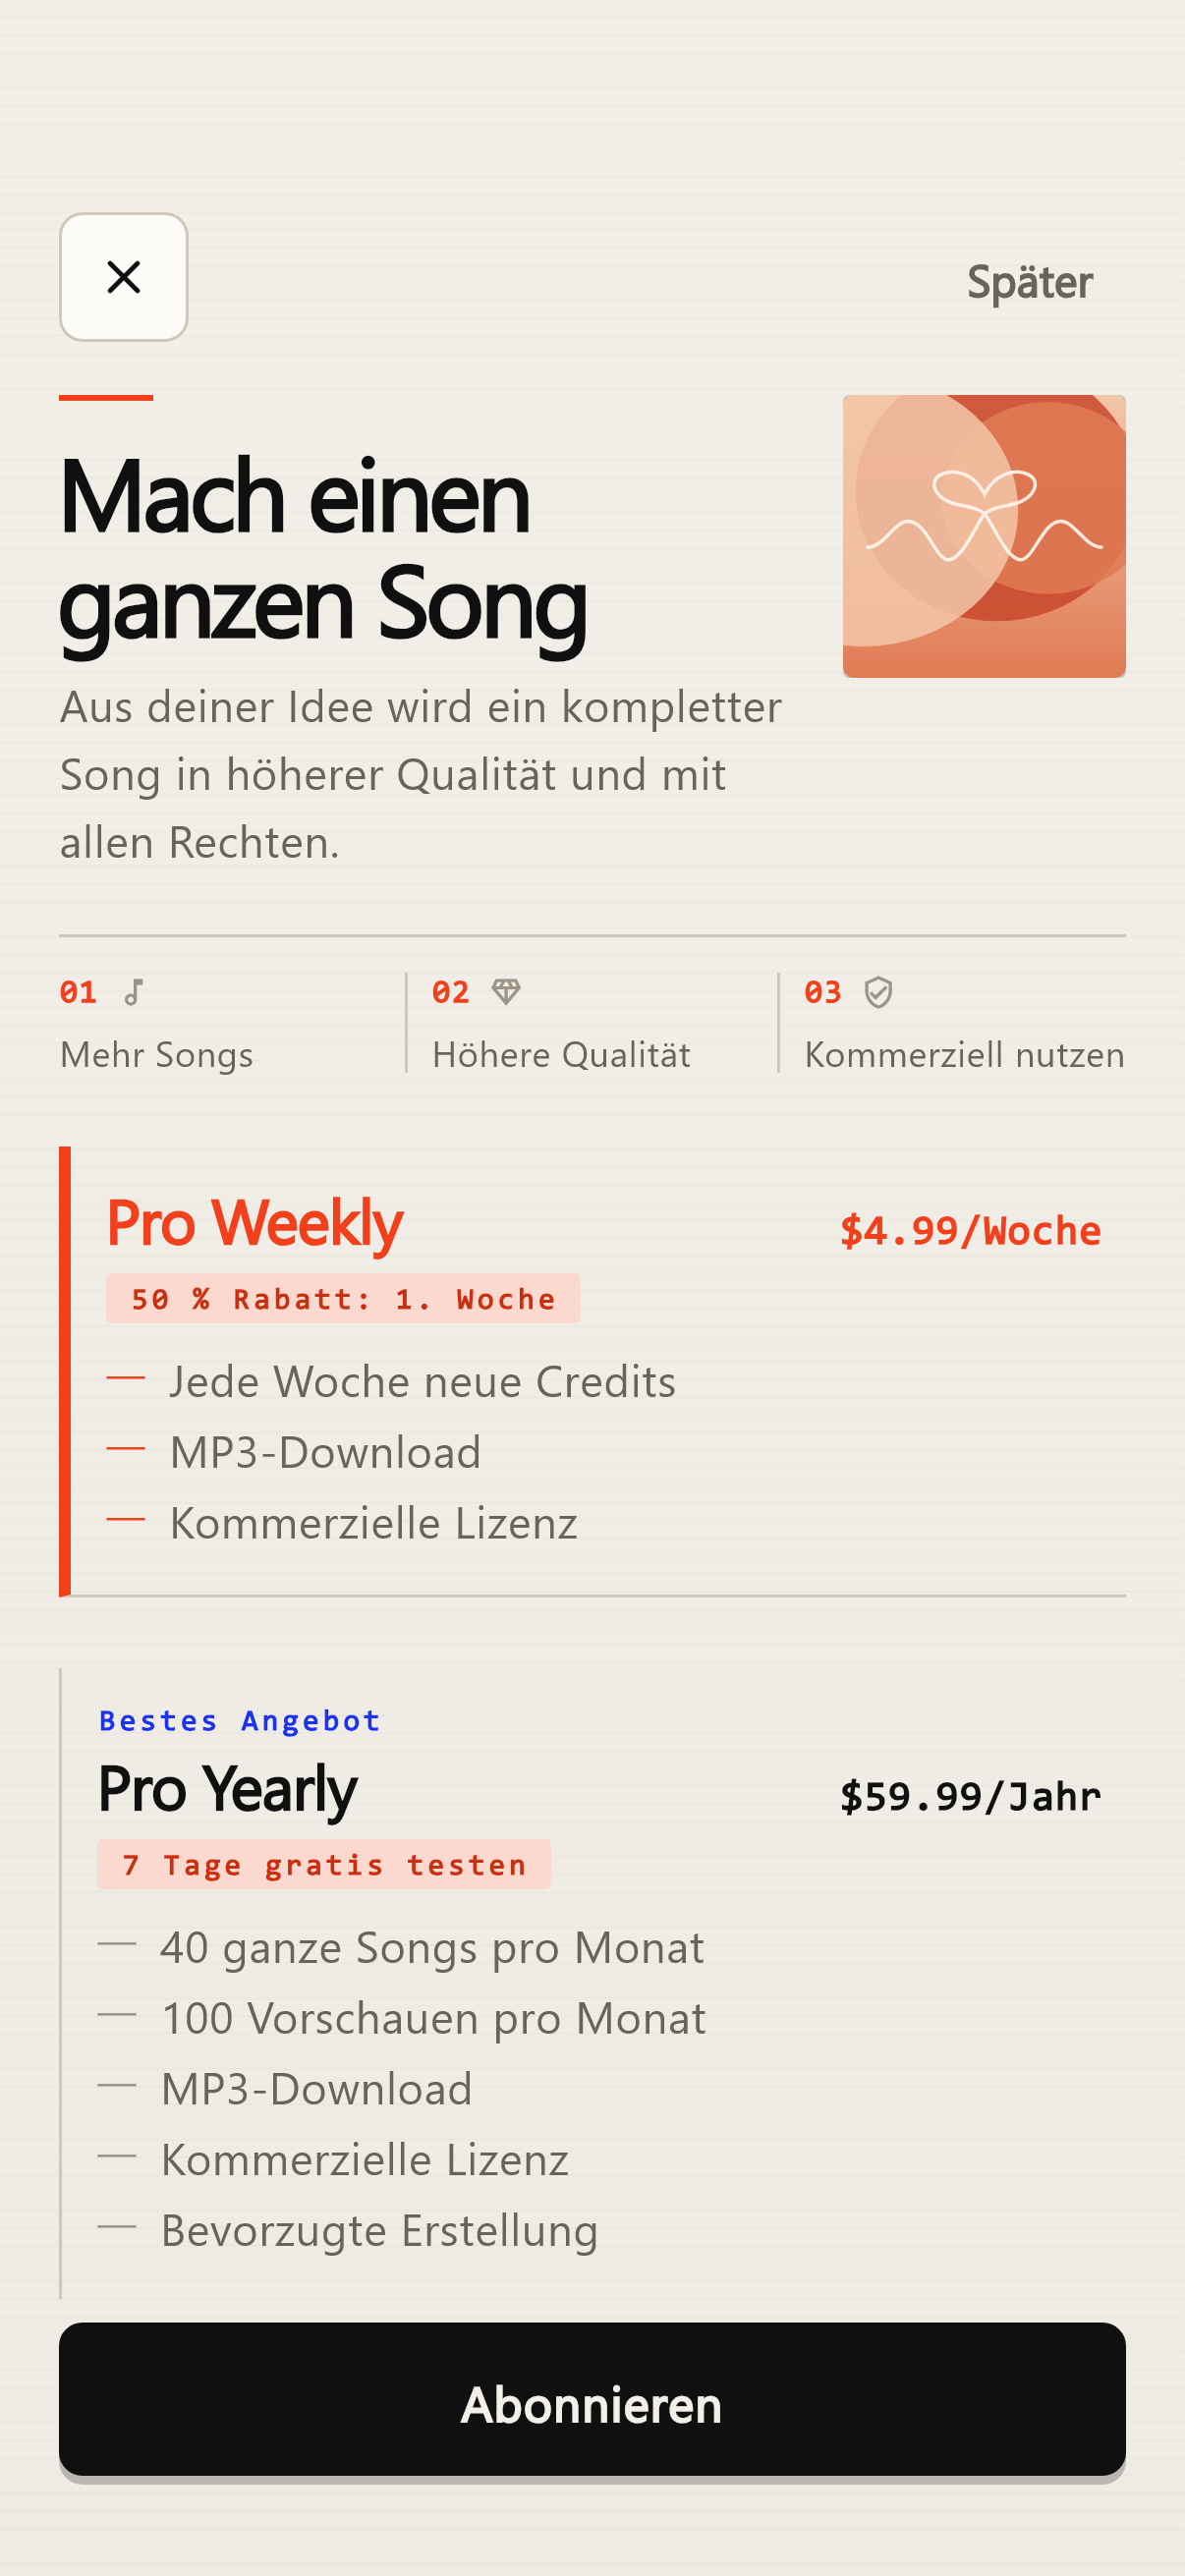 Später
Mach einen
ganzen Song
Aus deiner Idee wird ein kompletter
Song in höherer Qualität und mit
allen Rechten.
01
Mehr Songs
02
Höhere Qualität
03
Kommerziell nutzen
Pro Weekly
$4.99/Woche
50 % Rabatt: 1. Woche
— Jede Woche neue Credits
— MP3-Download
— Kommerzielle Lizenz
Bestes Angebot
Pro Yearly
$59.99/Jahr
7 Tage gratis testen
— 40 ganze Songs pro Monat
— 100 Vorschauen pro Monat
— MP3-Download
— Kommerzielle Lizenz
— Bevorzugte Erstellung
Abonnieren